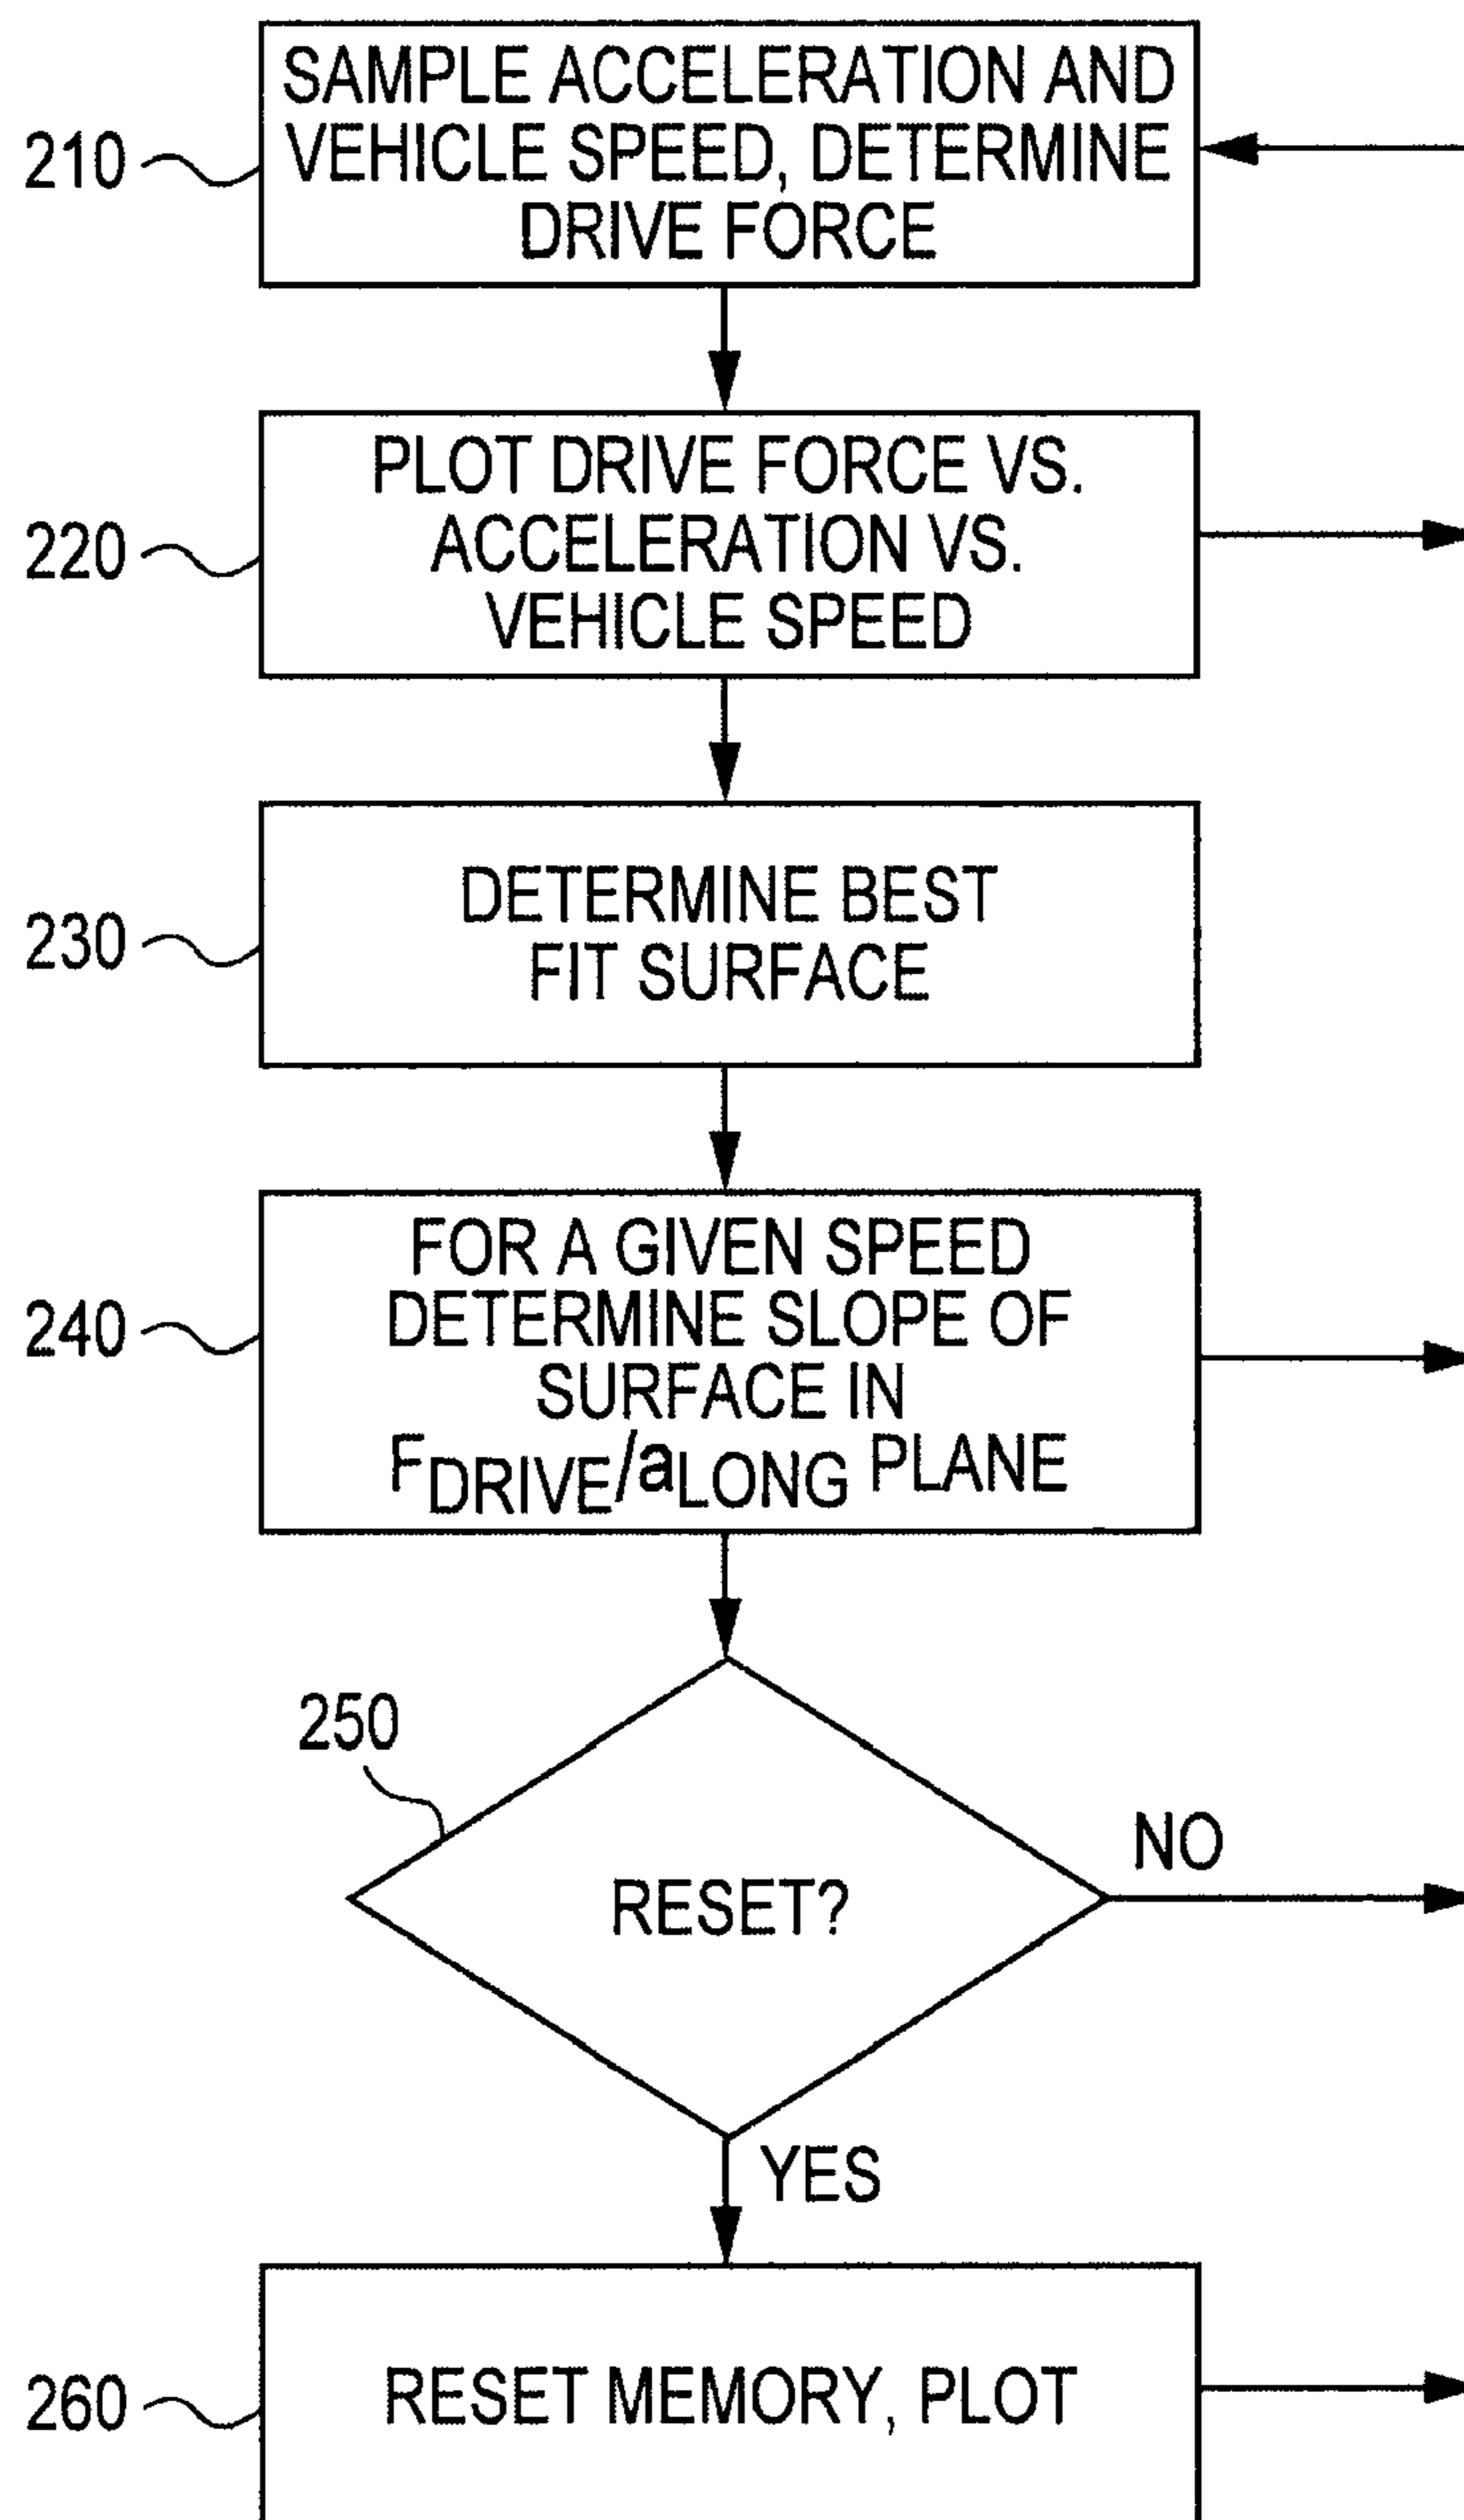 SAMPLE ACCELERATION AND
VEHICLE SPEED, DETERMINE
DRIVE FORCE
210
PLOT DRIVE FORCE VS.
ACCELERATION VS.
VEHICLE SPEED
220
DETERMINE BEST
FIT SURFACE
230
FOR A GIVEN SPEED
DETERMINE SLOPE OF
SURFACE IN
FDRIVE/aLONG PLANE
240
250
RESET?
NO
YES
RESET MEMORY, PLOT
260